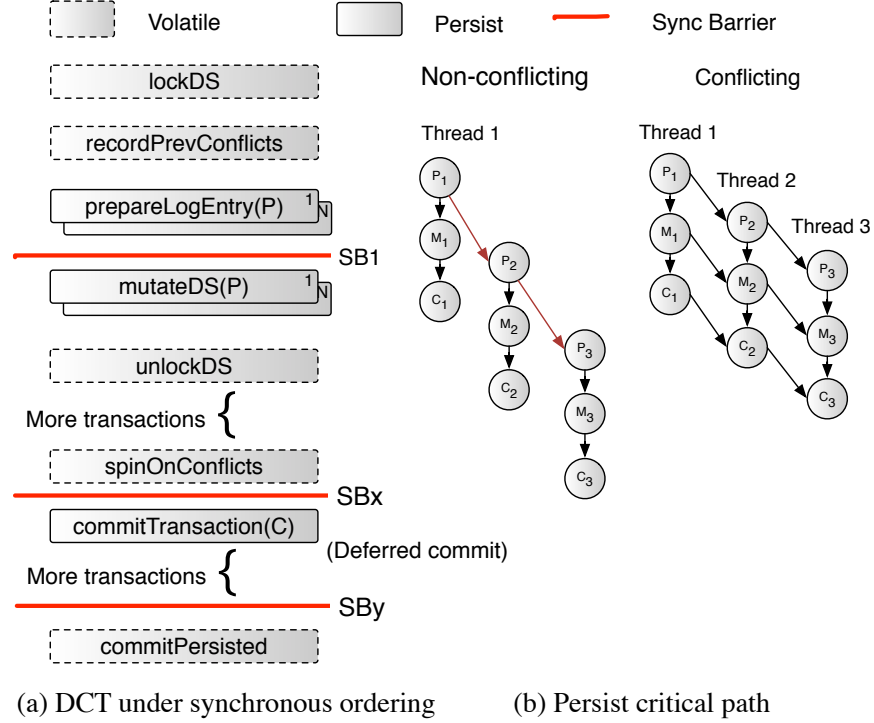 Volatile
Persist
Sync Barrier
lockDS
recordPrevConflicts
prepareLogEntry(P) 1
N
SB1
mutateDS(P) 1
N
unlockDS
More transactions {
spinOnConflicts
SBx
commitTransaction(C)
(Deferred commit)
More transactions {
SBy
commitPersisted
(a) DCT under synchronous ordering
Non-conflicting
Thread 1
P1
M1
C1
P2
M2
C2
P3
M3
C3
Conflicting
Thread 1
Thread 2
Thread 3
P1
M1
C1
P2
M2
C2
P3
M3
C3
(b) Persist critical path